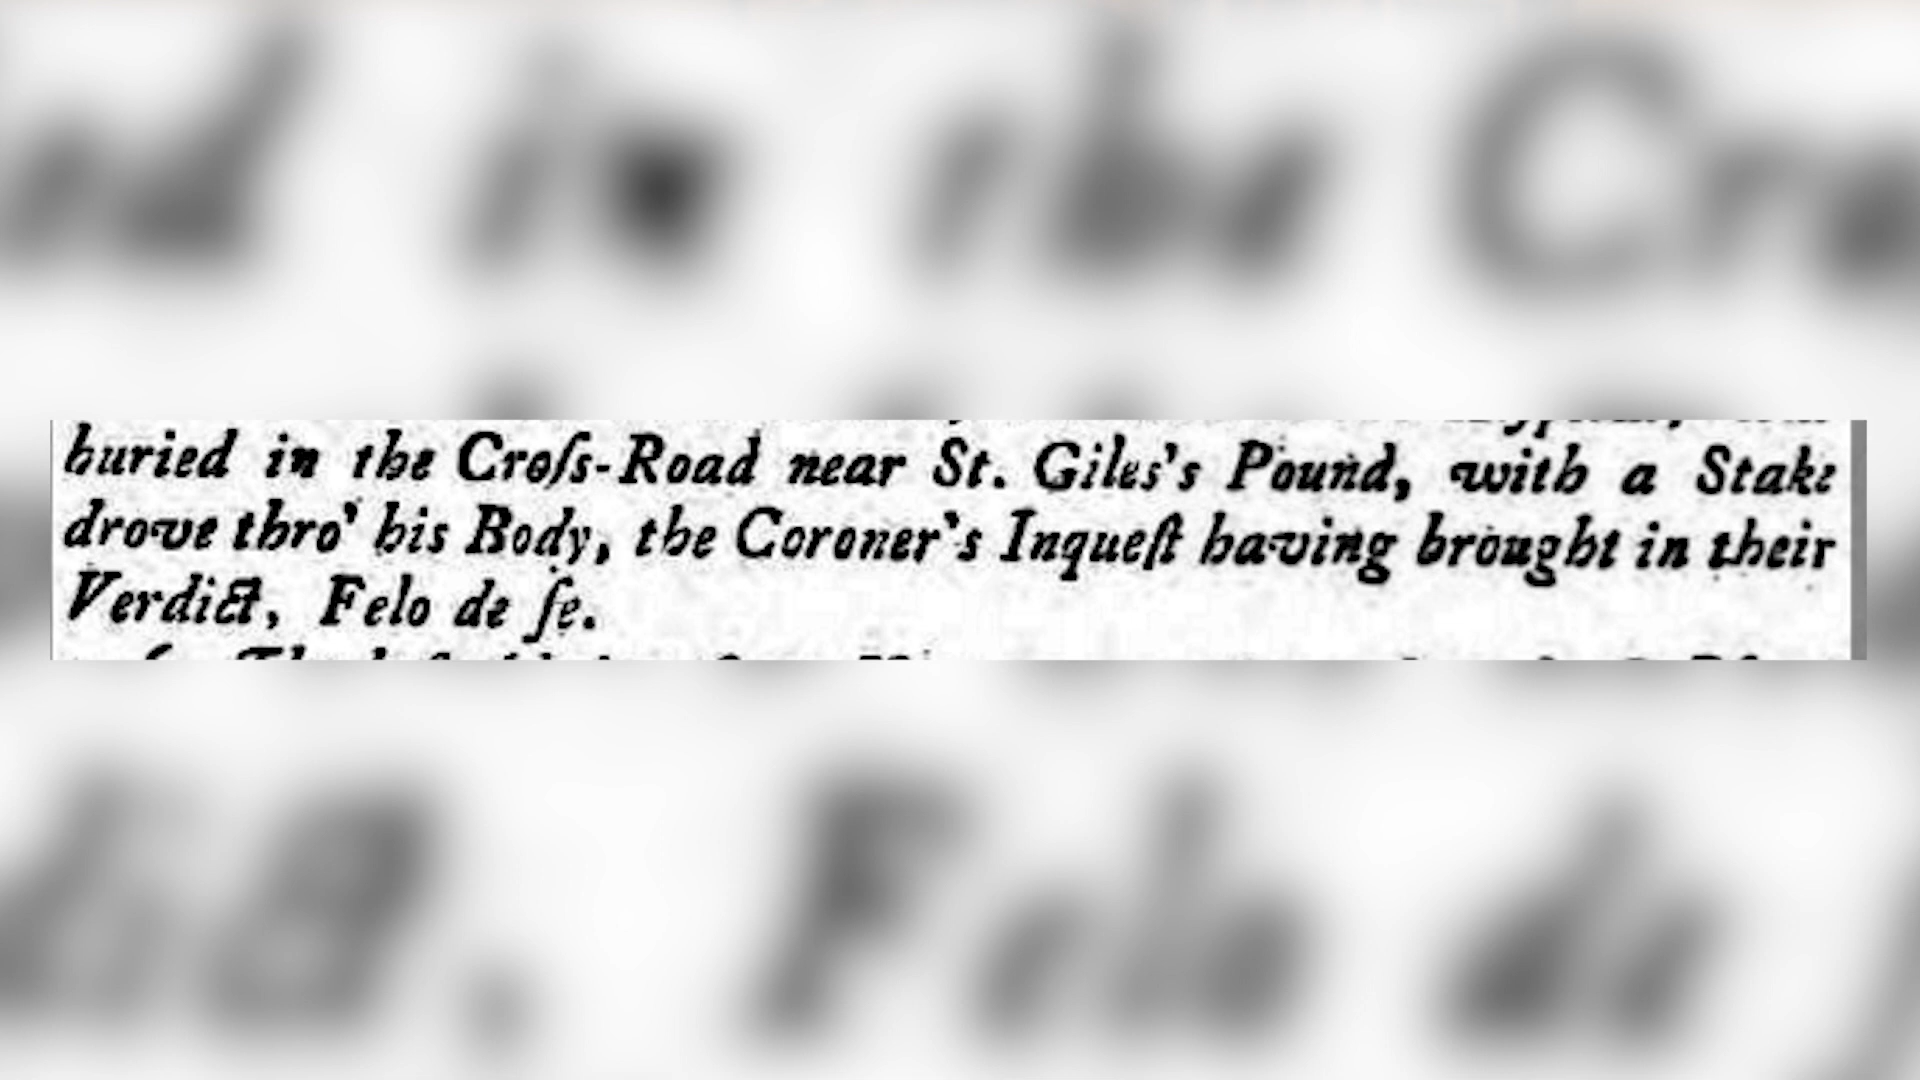 buried in the Croſs-Road near St. Giles's Pound, with a Stake
drove thro' his Body, the Coroner's Inqueſt having brought in their
Verdict, Felo de ſe.